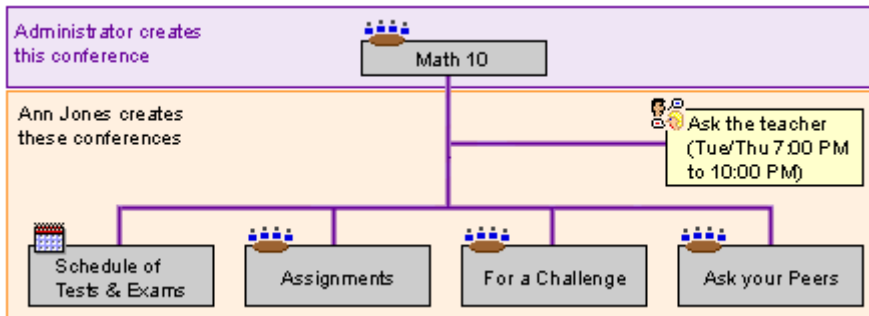 Administrator creates
this conference
Math 10
Ann Jones creates
these conferences
Ask the teacher
(Tue/Thu 7:00 PM
to 10:00 PM)
Schedule of
Tests & Exams
Assignments
For a Challenge
Ask your Peers